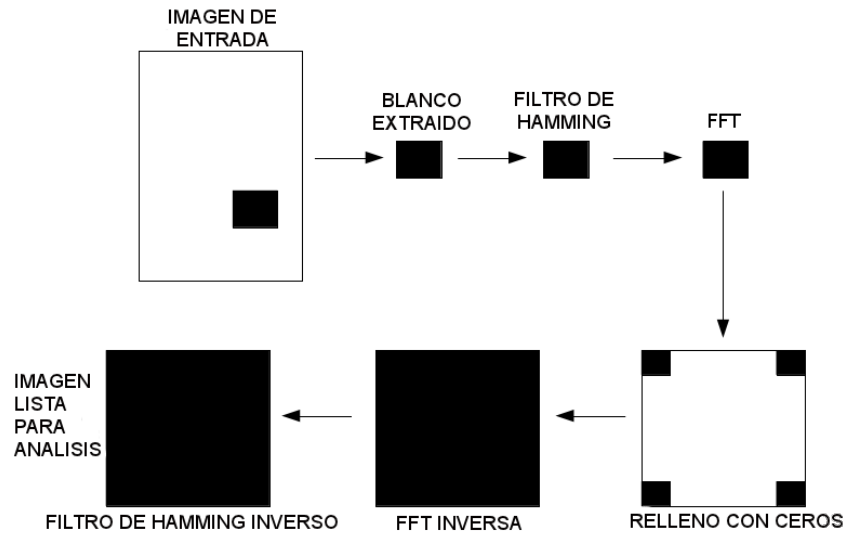 IMAGEN DE
ENTRADA
BLANCO
EXTRAIDO
FILTRO DE
HAMMING
FFT
IMAGEN
LISTA
PARA
ANALISIS
FILTRO DE HAMMING INVERSO
FFT INVERSA
RELLENO CON CEROS